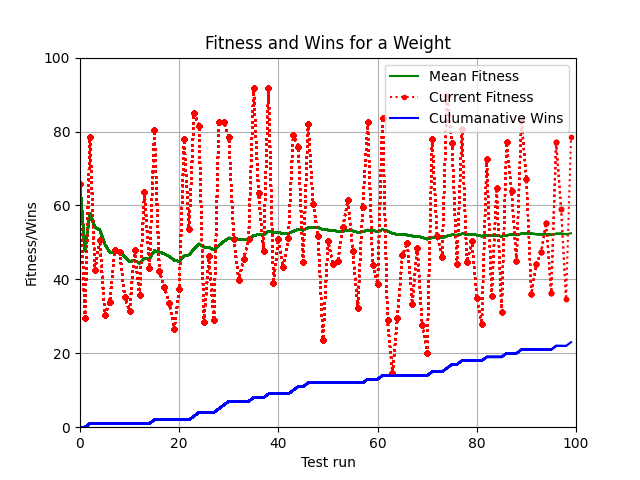 Fitness and Wins for a Weight
Mean Fitness
Current Fitness
Culumanative Wins
Fitness/Wins
100
80
60
40
20
0
0 20 40 60 80 100
Test run